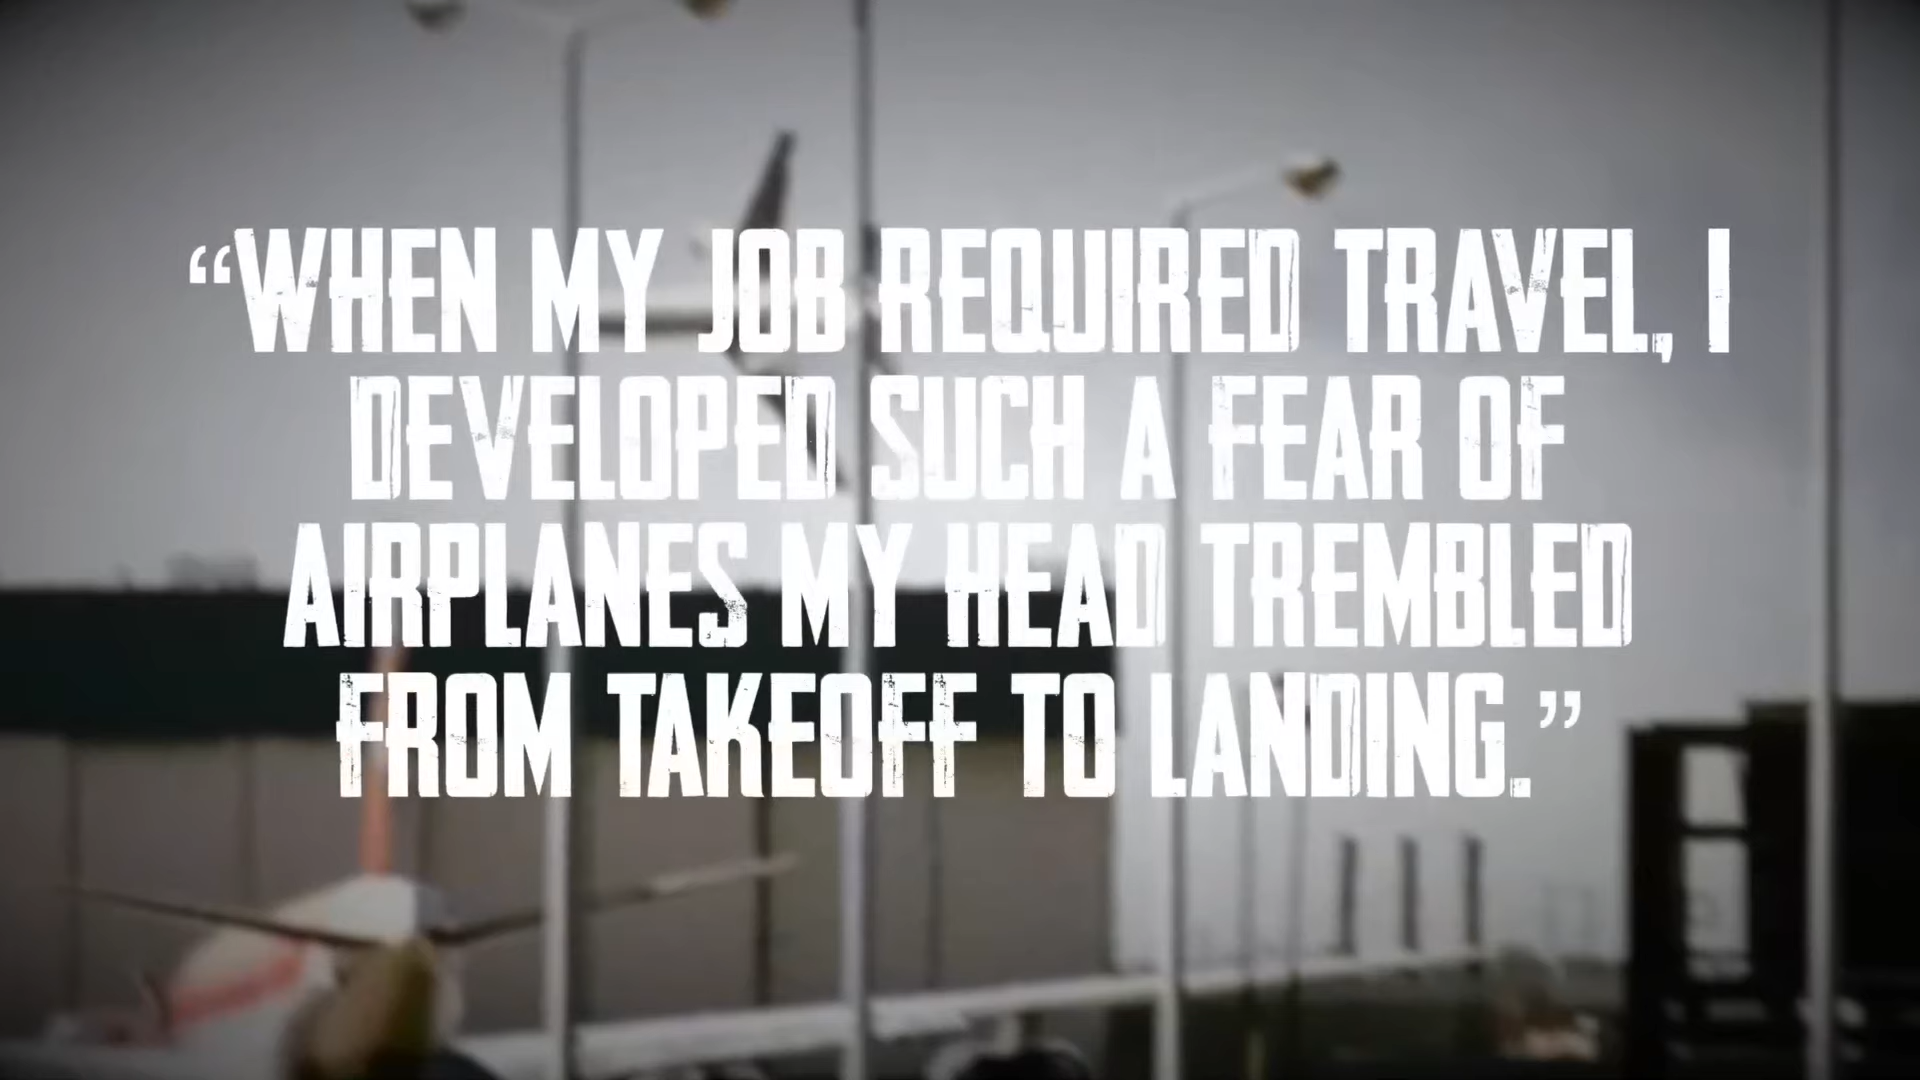 “WHEN MY JOB REQUIRED TRAVEL, I
DEVELOPED SUCH A FEAR OF
AIRPLANES MY HEAD TREMBLED
FROM TAKEOFF TO LANDING.”